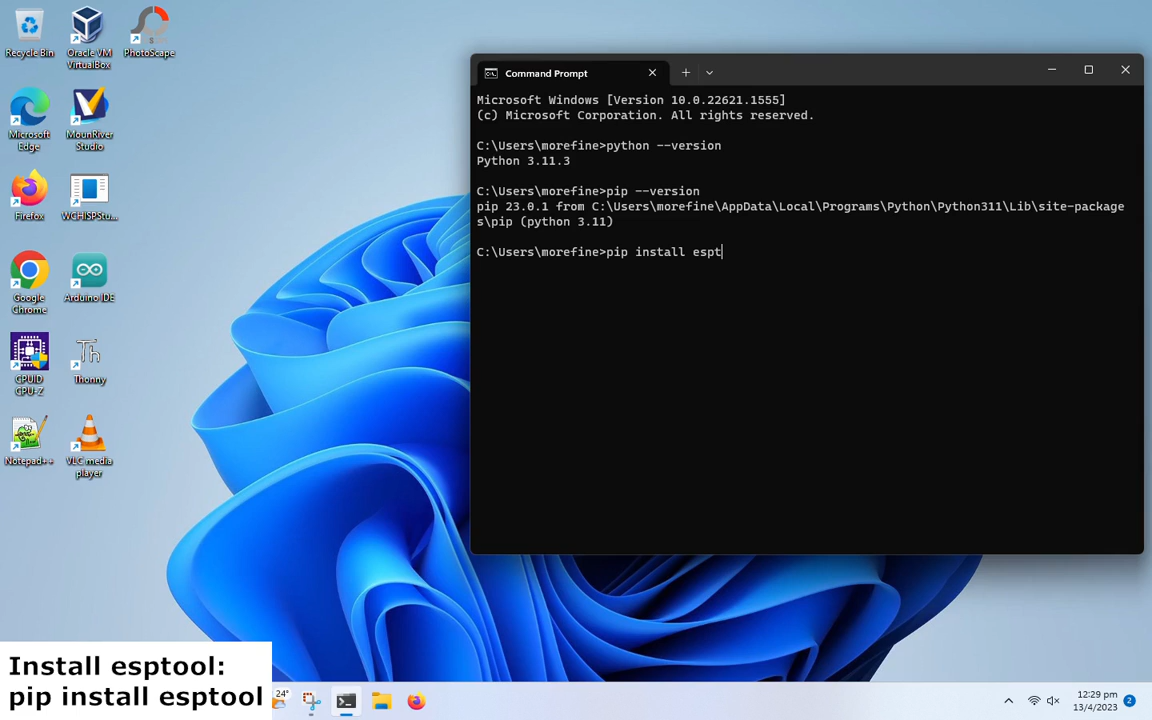 Recycle Bin
Oracle VM
VirtualBox
PhotoScape
Microsoft
Edge
MounRiver
Studio
Firefox
WCHISPStu...
Google
Chrome
Arduino IDE
CPUID
CPU-Z
Th
Thonny
Notepad++
VLC media
player
Command Prompt
Microsoft Windows [Version 10.0.22621.1555]
(c) Microsoft Corporation. All rights reserved.
C:\Users\morefine>python --version
Python 3.11.3
C:\Users\morefine>pip --version
pip 23.0.1 from C:\Users\morefine\AppData\Local\Programs\Python\Python311\Lib\site-package
s\pip (python 3.11)
C:\Users\morefine>pip install espt
Install esptool:
pip install esptool
24°
12:29 pm
13/4/2023
2